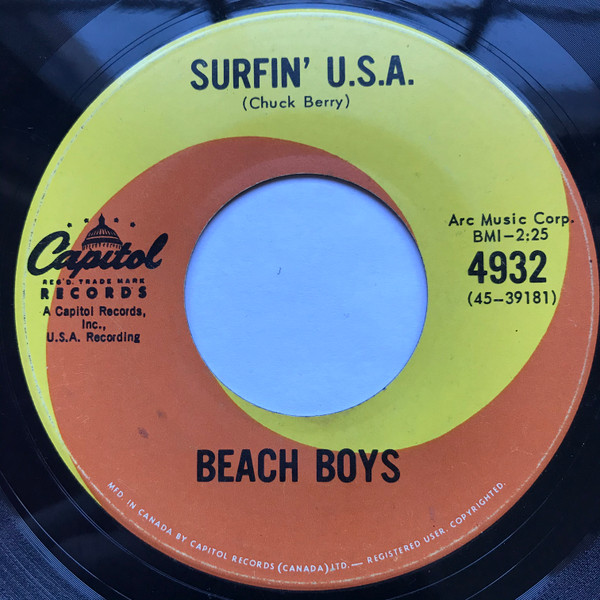 SURFIN' U.S.A.
(Chuck Berry)
Arc Music Corp.
BMI-2:25
4932
(45-39181)
Capitol
REG'D. TRADE MARK
RECORDS
A Capitol Records,
Inc.,
U.S.A. Recording
BEACH BOYS
MFD. IN CANADA BY CAPITOL RECORDS (CANADA) LTD. — REGISTERED USER. COPYRIGHTED.